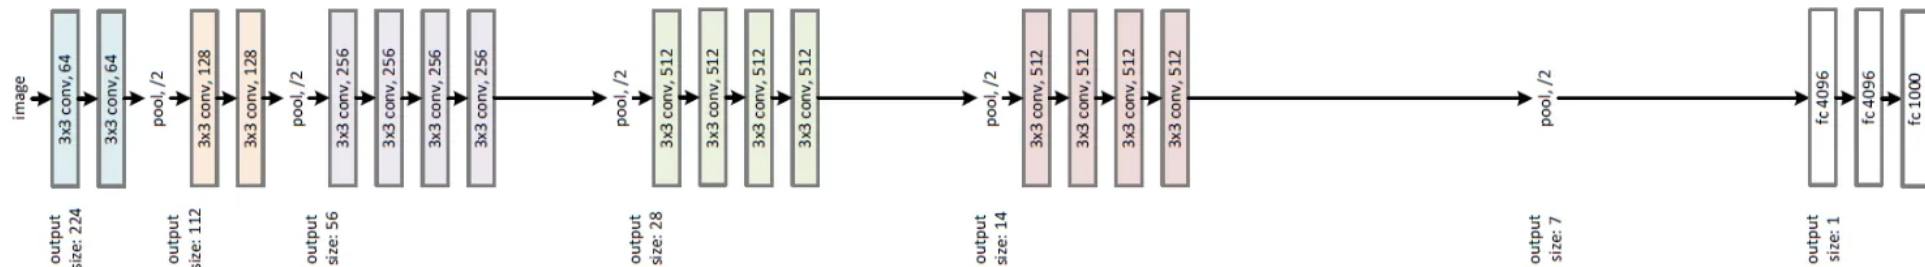 image
3x3 conv, 64
3x3 conv, 64
pool, /2
3x3 conv, 128
3x3 conv, 128
pool, /2
3x3 conv, 256
3x3 conv, 256
3x3 conv, 256
3x3 conv, 256
pool, /2
3x3 conv, 512
3x3 conv, 512
3x3 conv, 512
3x3 conv, 512
pool, /2
3x3 conv, 512
3x3 conv, 512
3x3 conv, 512
3x3 conv, 512
pool, /2
fc 4096
fc 4096
fc 1000
output
size: 224
output
size: 112
output
size: 56
output
size: 28
output
size: 14
output
size: 7
output
size: 1